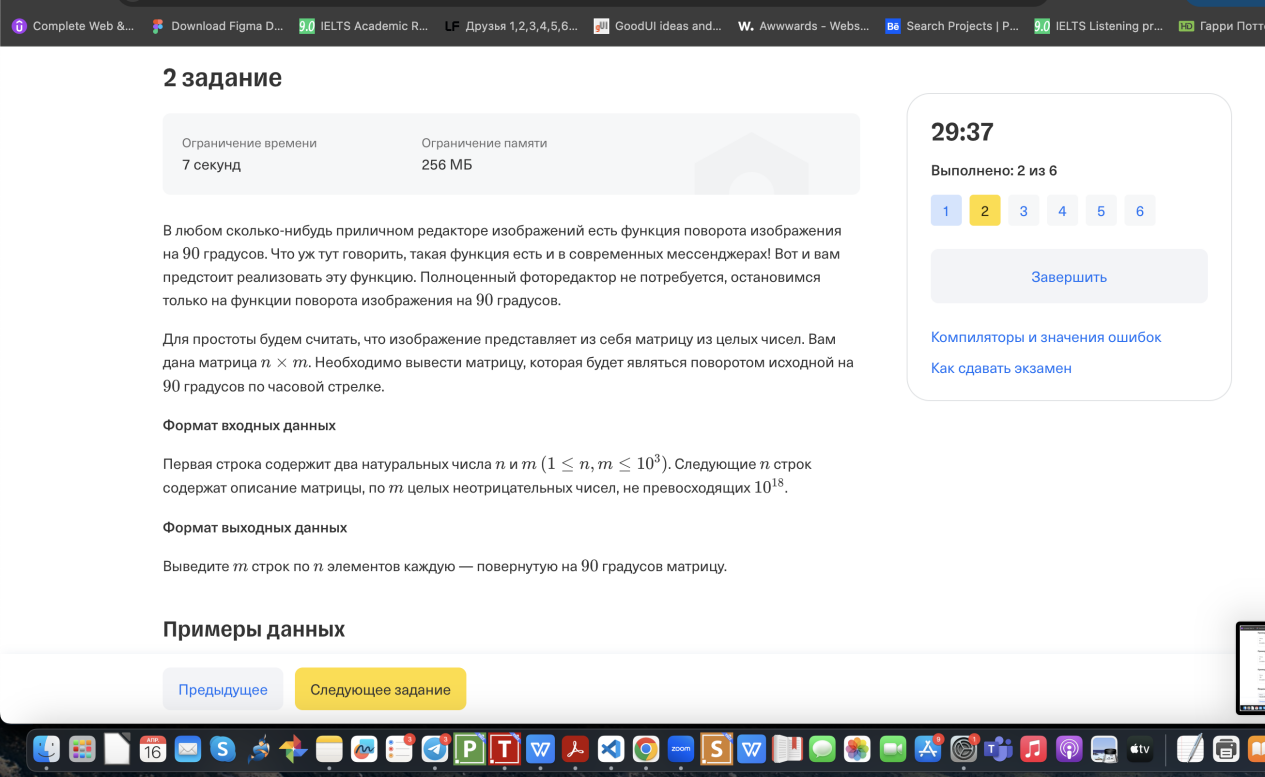 Complete Web &...
Download Figma D...
9.0 IELTS Academic R...
LF Друзья 1,2,3,4,5,6...
GoodUI ideas and...
W. Awwwards - Webs...
Bē Search Projects | P...
9.0 IELTS Listening pr...
HD Гарри Потт
2 задание
Ограничение времени
7 секунд
Ограничение памяти
256 МБ
В любом сколько-нибудь приличном редакторе изображений есть функция поворота изображения
на 90 градусов. Что уж тут говорить, такая функция есть и в современных мессенджерах! Вот и вам
предстоит реализовать эту функцию. Полноценный фоторедактор не потребуется, остановимся
только на функции поворота изображения на 90 градусов.
Для простоты будем считать, что изображение представляет из себя матрицу из целых чисел. Вам
дана матрица n × m. Необходимо вывести матрицу, которая будет являться поворотом исходной на
90 градусов по часовой стрелке.
Формат входных данных
Первая строка содержит два натуральных числа n и m (1 ≤ n, m ≤ 10³). Следующие n строк
содержат описание матрицы, по m целых неотрицательных чисел, не превосходящих 10¹⁸.
Формат выходных данных
Выведите m строк по n элементов каждую — повернутую на 90 градусов матрицу.
Примеры данных
Предыдущее
Следующее задание
29:37
Выполнено: 2 из 6
1 2 3 4 5 6
Завершить
Компиляторы и значения ошибок
Как сдавать экзамен
АПР.
16
S
3
3
P
T
W
zoom
S
W
9
1
T
tv